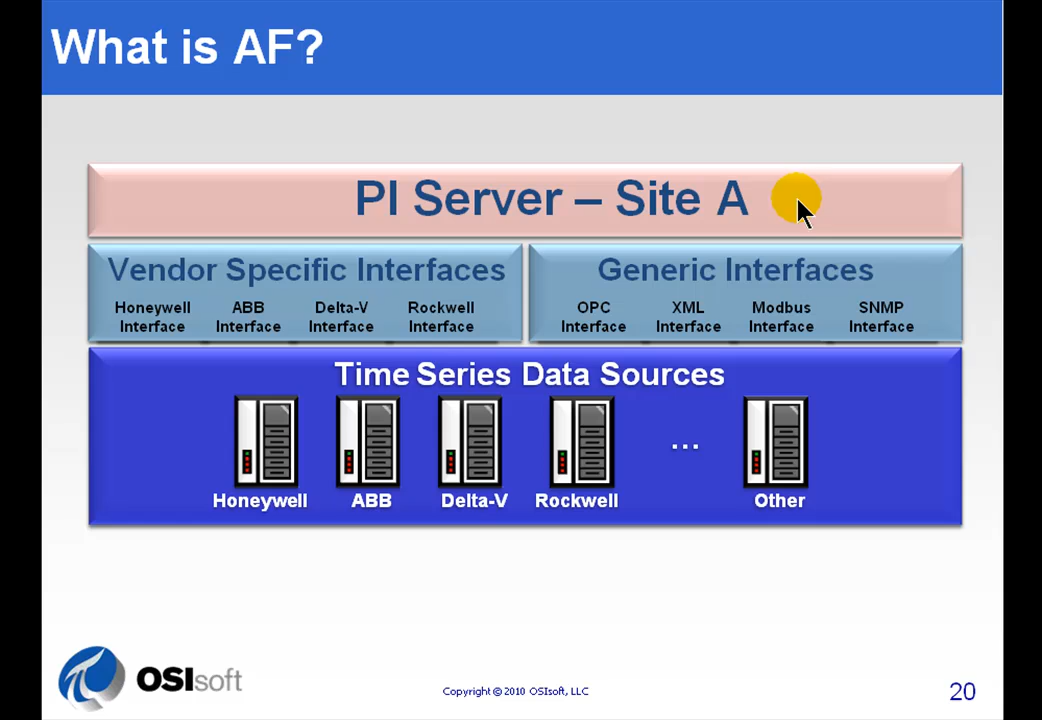 What is AF?
PI Server – Site A
Vendor Specific Interfaces
Honeywell Interface
ABB Interface
Delta-V Interface
Rockwell Interface
Generic Interfaces
OPC Interface
XML Interface
Modbus Interface
SNMP Interface
Time Series Data Sources
Honeywell
ABB
Delta-V
Rockwell
...
Other
OSIsoft
Copyright © 2010 OSIsoft, LLC
20